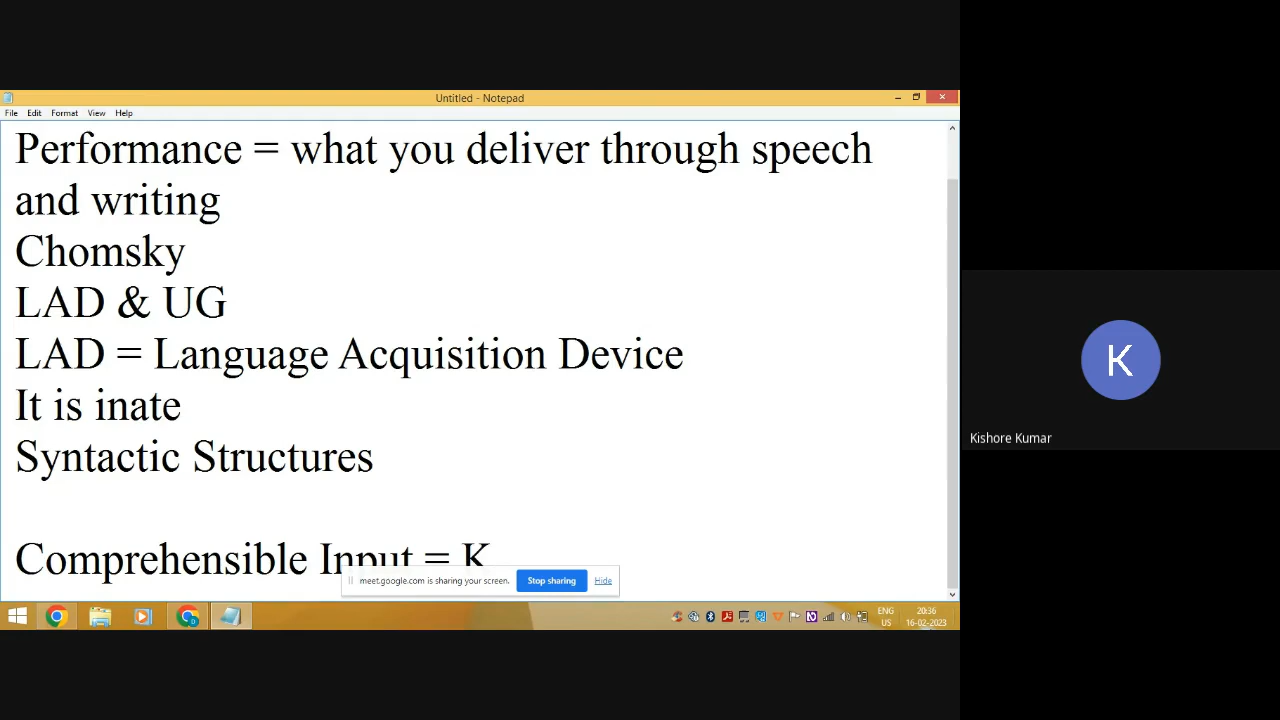 Untitled - Notepad
File Edit Format View Help
Performance = what you deliver through speech
and writing
Chomsky
LAD & UG
LAD = Language Acquisition Device
It is inate
Syntactic Structures
Comprehensible Input = K
meet.google.com is sharing your screen. Stop sharing Hide
ENG 20:36
US 16-02-2023
K
Kishore Kumar